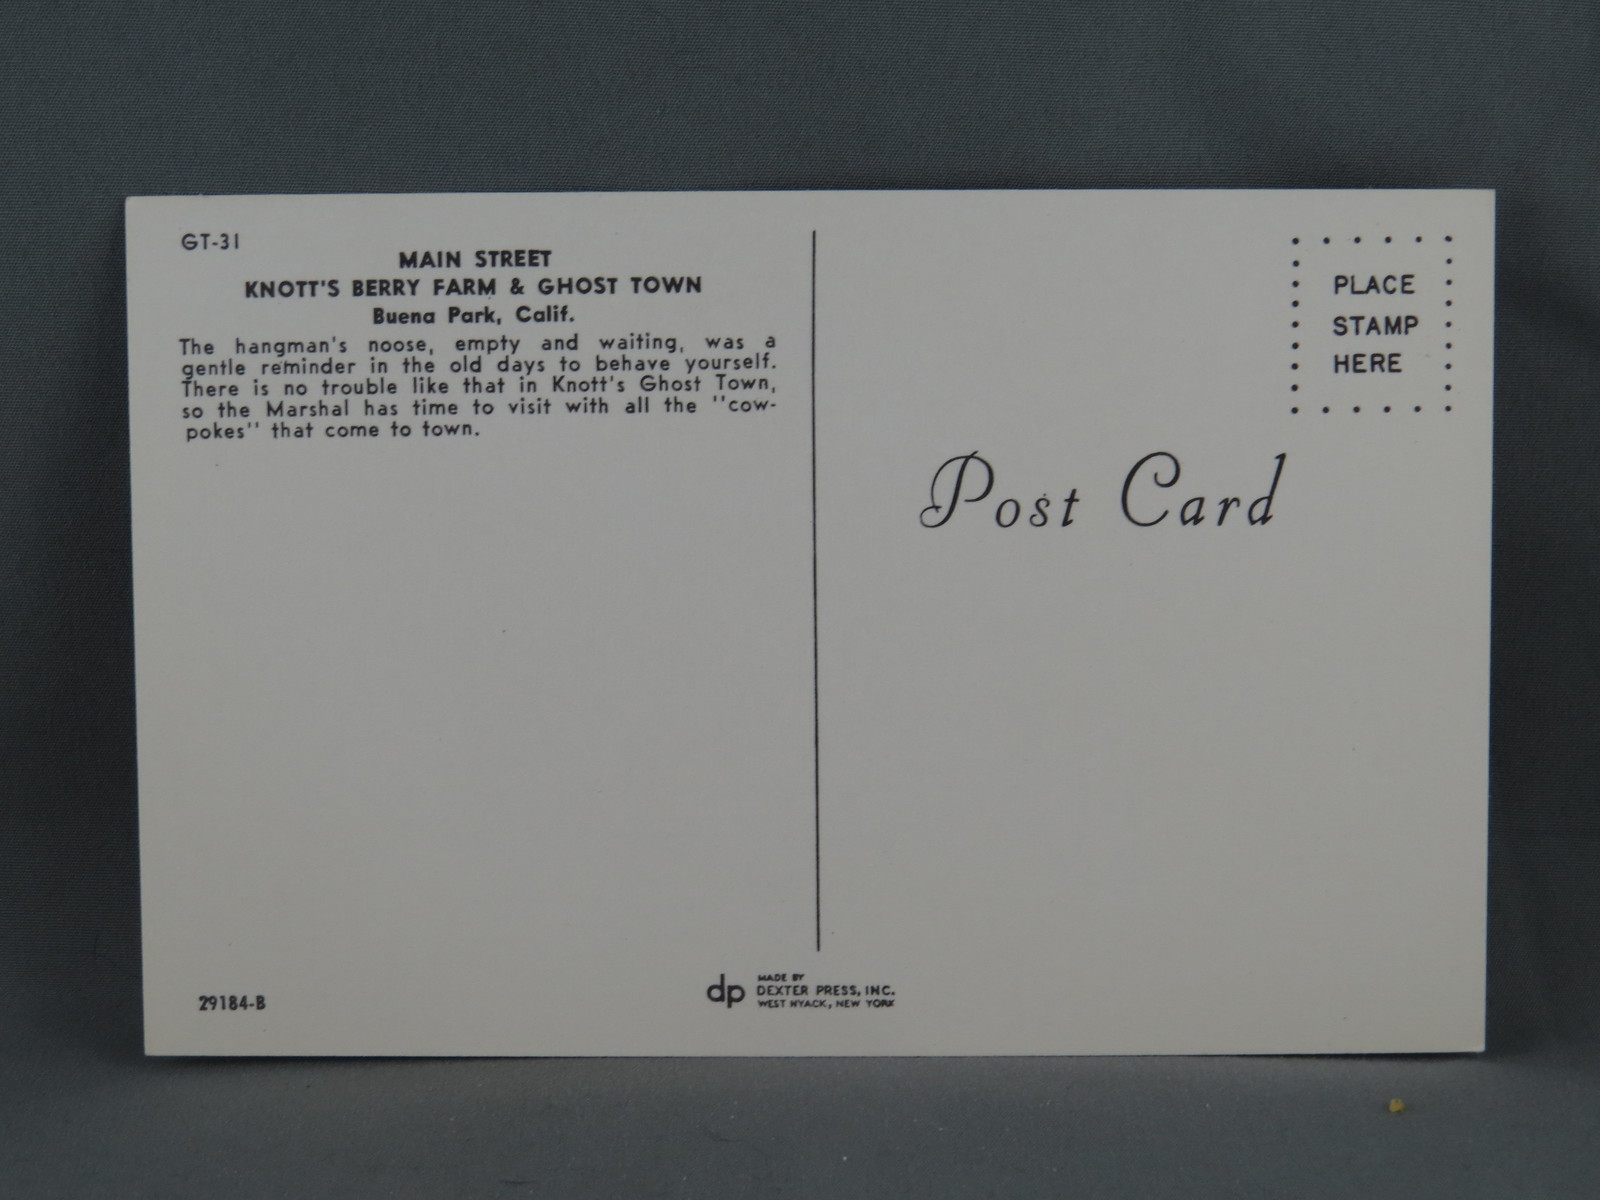 GT-31
MAIN STREET
KNOTT'S BERRY FARM & GHOST TOWN
Buena Park, Calif.
The hangman's noose, empty and waiting, was a
gentle reminder in the old days to behave yourself.
There is no trouble like that in Knott's Ghost Town,
so the Marshal has time to visit with all the "cow-
pokes" that come to town.
29184-B
dp
MADE BY
DEXTER PRESS, INC.
WEST NYACK, NEW YORK
PLACE
STAMP
HERE
Post Card